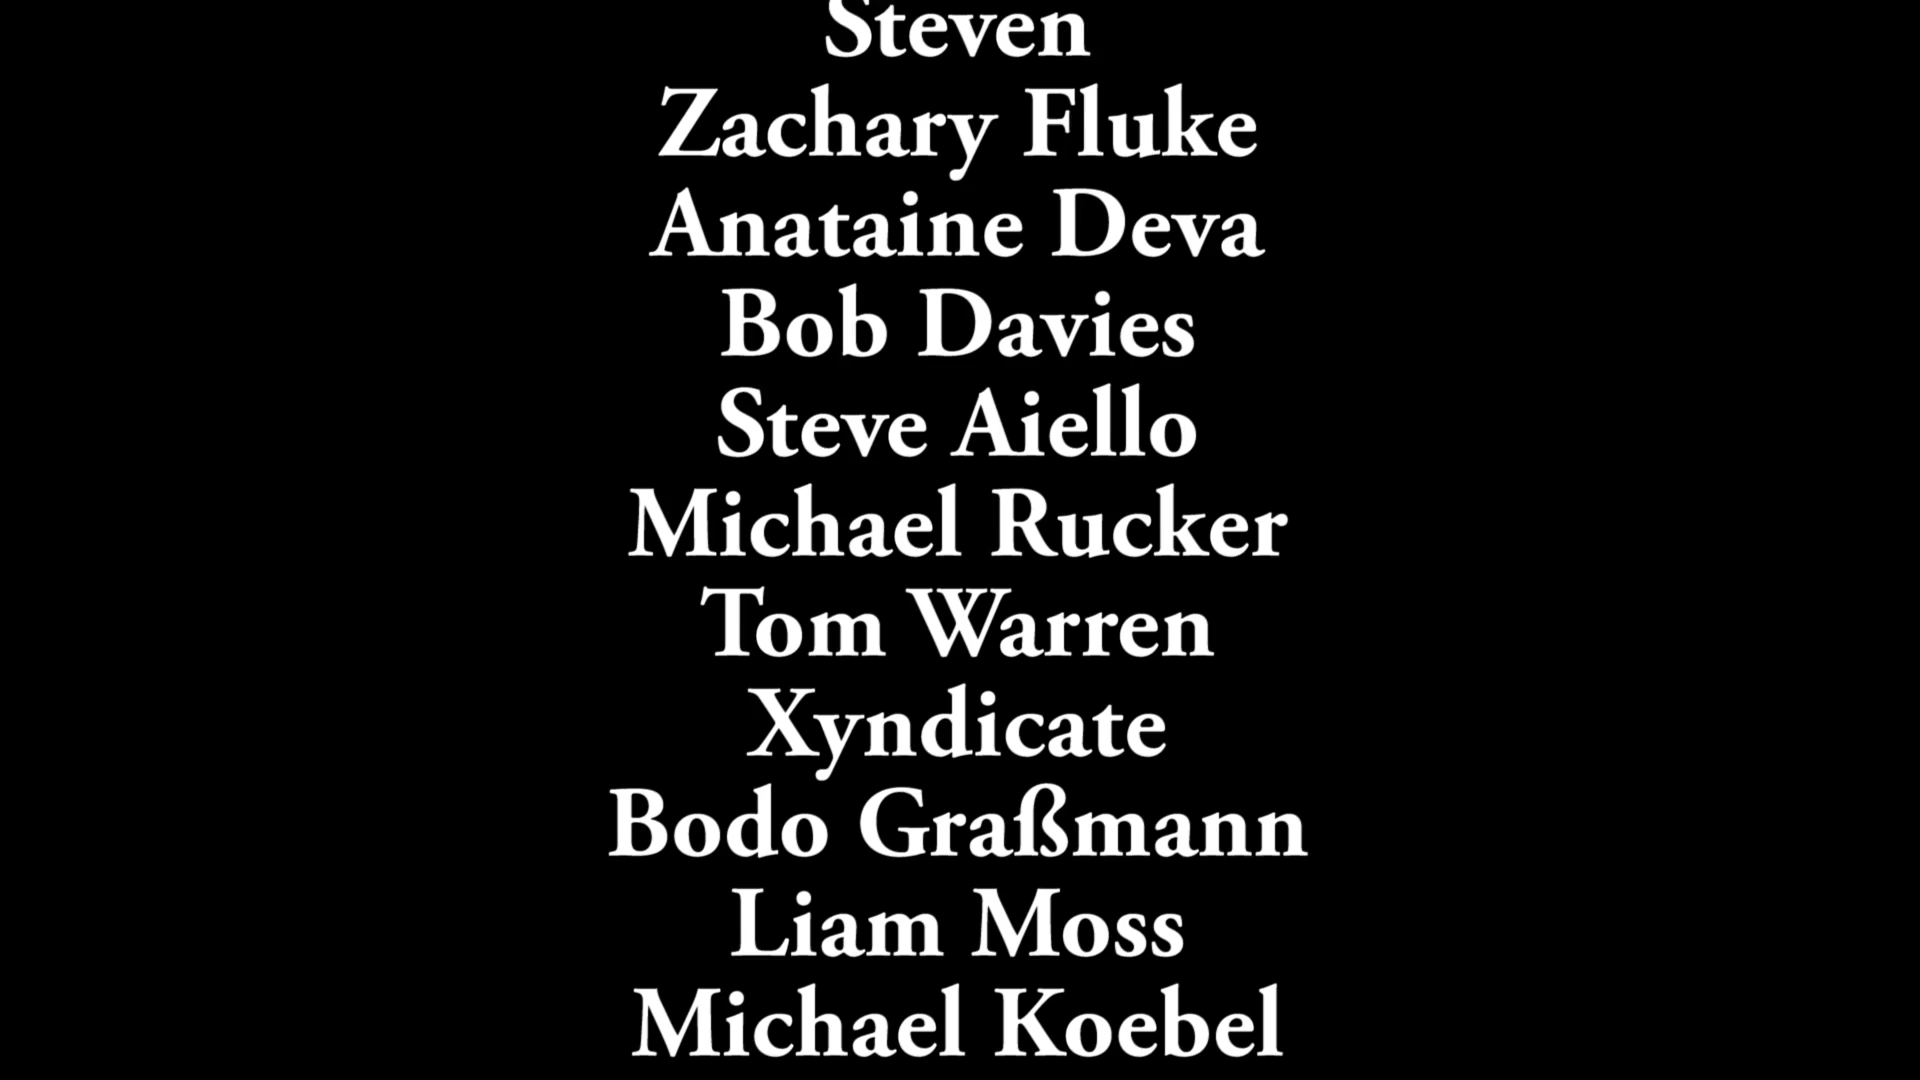 Steven
Zachary Fluke
Anataine Deva
Bob Davies
Steve Aiello
Michael Rucker
Tom Warren
Xyndicate
Bodo Graßmann
Liam Moss
Michael Koebel